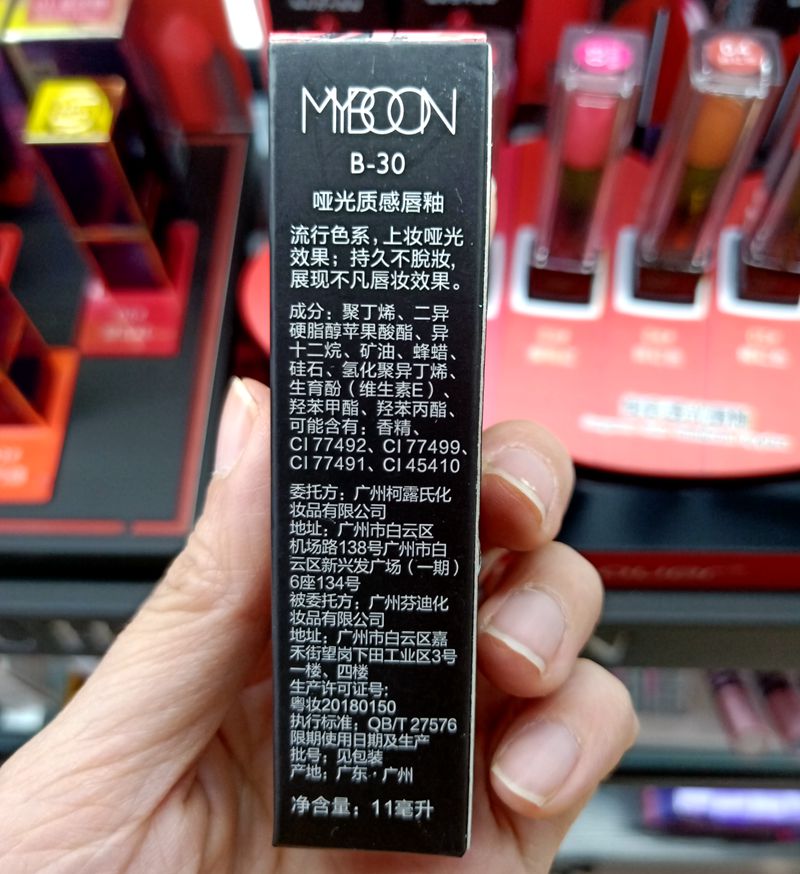 MYBOON
B-30
哑光质感唇釉
流行色系，上妆哑光
效果；持久不脱妝，
展现不凡唇妆效果。
成分：聚丁烯、二异
硬脂醇苹果酸酯、异
十二烷、矿油、蜂蜡、
硅石、氢化聚异丁烯、
生育酚（维生素E）、
羟苯甲酯、羟苯丙酯、
可能含有：香精、
CI 77492、CI 77499、
CI 77491、CI 45410
委托方：广州柯露氏化
妆品有限公司
地址：广州市白云区
机场路138号广州市白
云区新兴发广场（一期）
6座134号
被委托方：广州芬迪化
妆品有限公司
地址：广州市白云区嘉
禾街望岗下田工业区3号
一楼、四楼
生产许可证号：
粤妆20180150
执行标准：QB/T 27576
限期使用日期及生产
批号：见包装
产地：广东·广州
净含量：11毫升